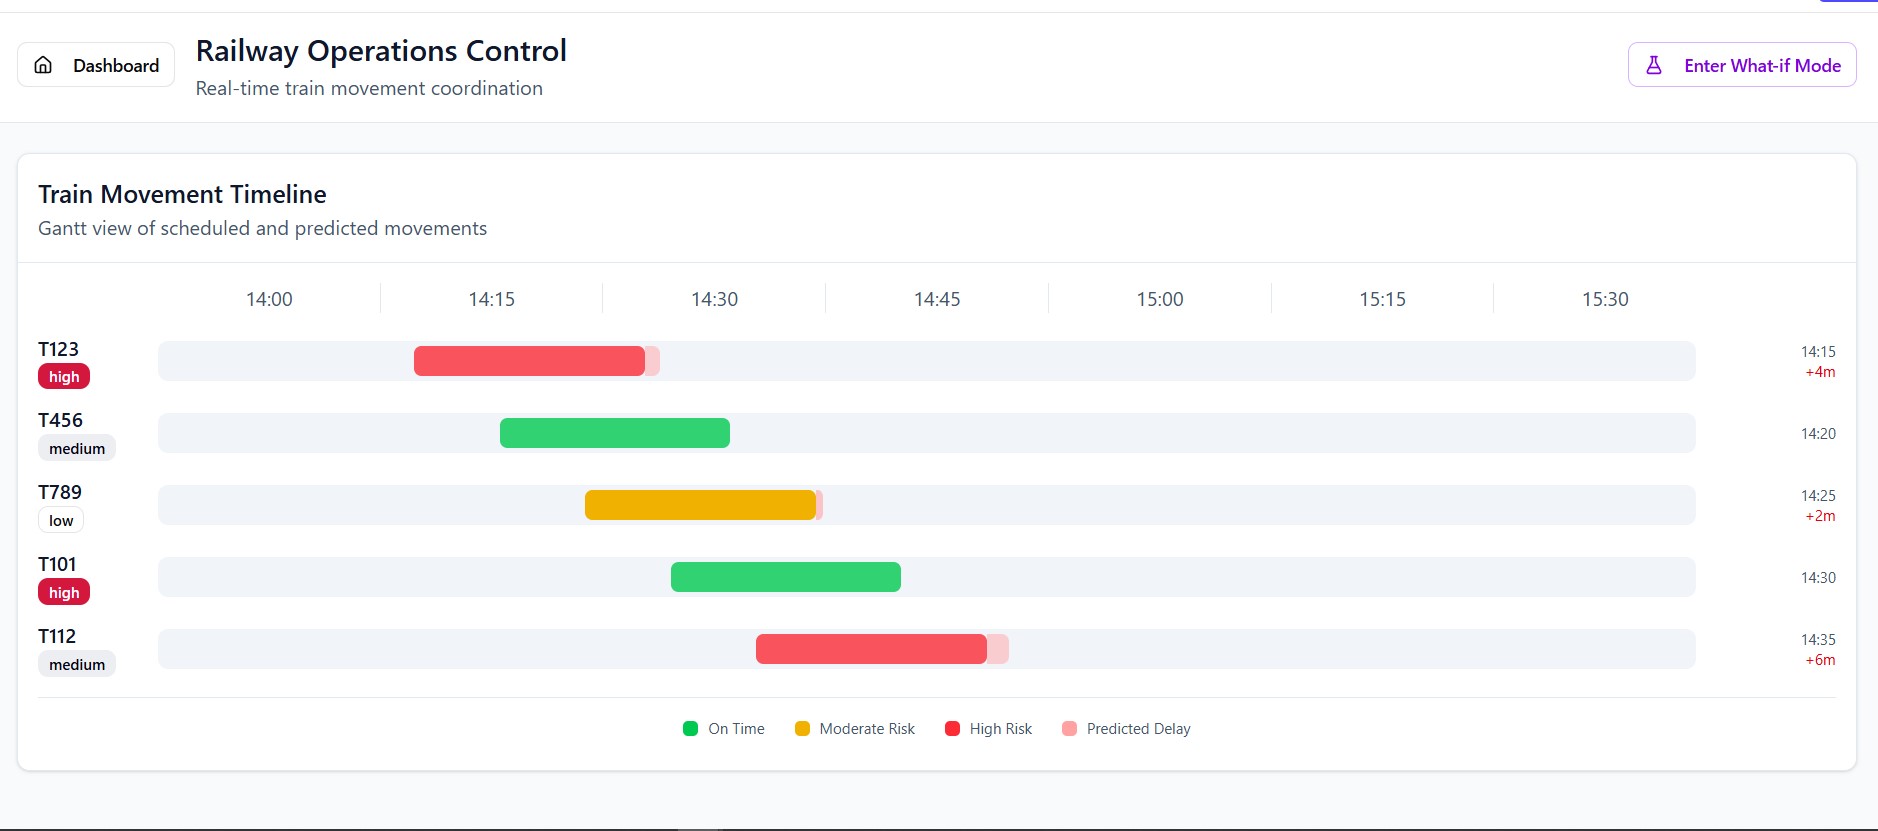 Dashboard
Railway Operations Control
Real-time train movement coordination
Enter What-if Mode
Train Movement Timeline
Gantt view of scheduled and predicted movements
14:00 14:15 14:30 14:45 15:00 15:15 15:30
T123
high
14:15
+4m
T456
medium
14:20
T789
low
14:25
+2m
T101
high
14:30
T112
medium
14:35
+6m
On Time Moderate Risk High Risk Predicted Delay